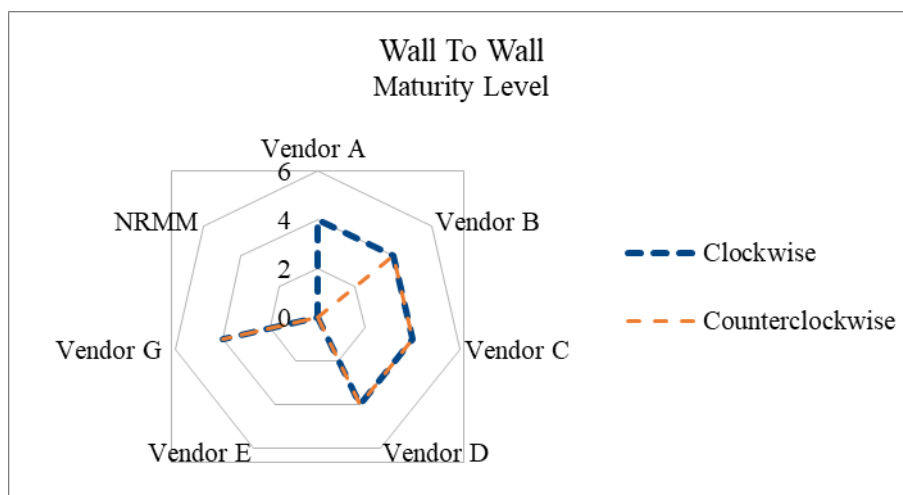 Wall To Wall
Maturity Level
Vendor A
6
NRMM
4
Vendor B
2
Clockwise
0
Counterclockwise
Vendor G
Vendor C
Vendor E
Vendor D